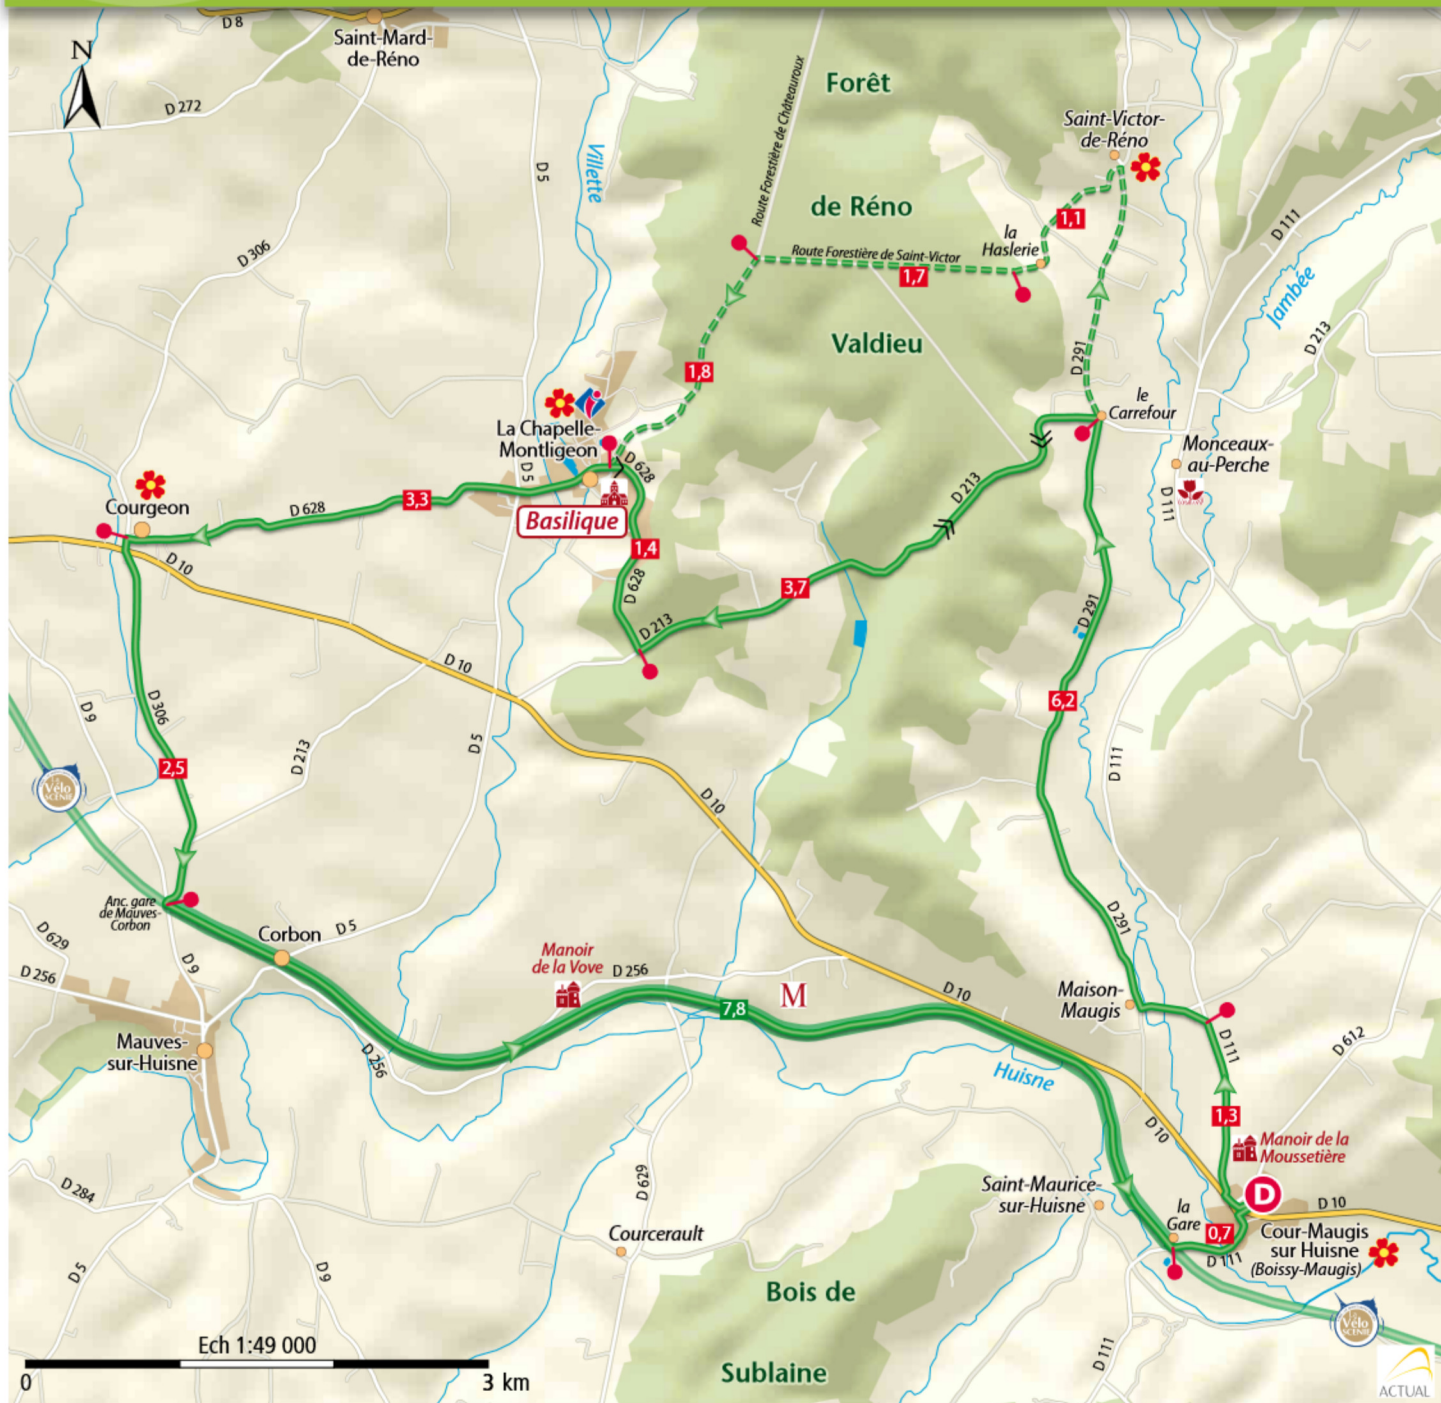 D 8
Saint-Mard-
de-Réno
N
D 272
D 5
Villette
Route Forestière de Châteauroux
Forêt
de Réno
Valdieu
Saint-Victor-
de-Réno
D 111
Jambée
D 213
D 306
la
Haslerie
1,1
Route Forestière de Saint-Victor
1,7
1,8
D 291
le
Carrefour
Monceaux-
au-Perche
D 111
La Chapelle-
Montligeon
D 628
D 5
Basilique
3,3
D 628
Courgeon
D 10
1,4
D 628
D 213
3,7
D 213
D 291
6,2
D 111
D 10
D 9
D 306
2,5
D 213
D 5
D 10
Vélo
SCÉNIE
Anc. gare
de Mauves-
Corbon
Corbon
D 5
D 629
D 256
D 9
Manoir
de la Vove
D 256
M
7,8
D 10
D 291
Maison-
Maugis
D 111
D 612
Mauves-
sur-Huisne
D 256
Huisne
D 10
1,3
Manoir de la
Moussetière
D
D 10
Saint-Maurice-
sur-Huisne
la
Gare
0,7
D 111
Cour-Maugis
sur Huisne
(Boissy-Maugis)
D 284
D 629
Courcerault
D 5
D 9
Bois de
Sublaine
D 111
Vélo
SCÉNIE
Ech 1:49 000
0
3 km
ACTUAL